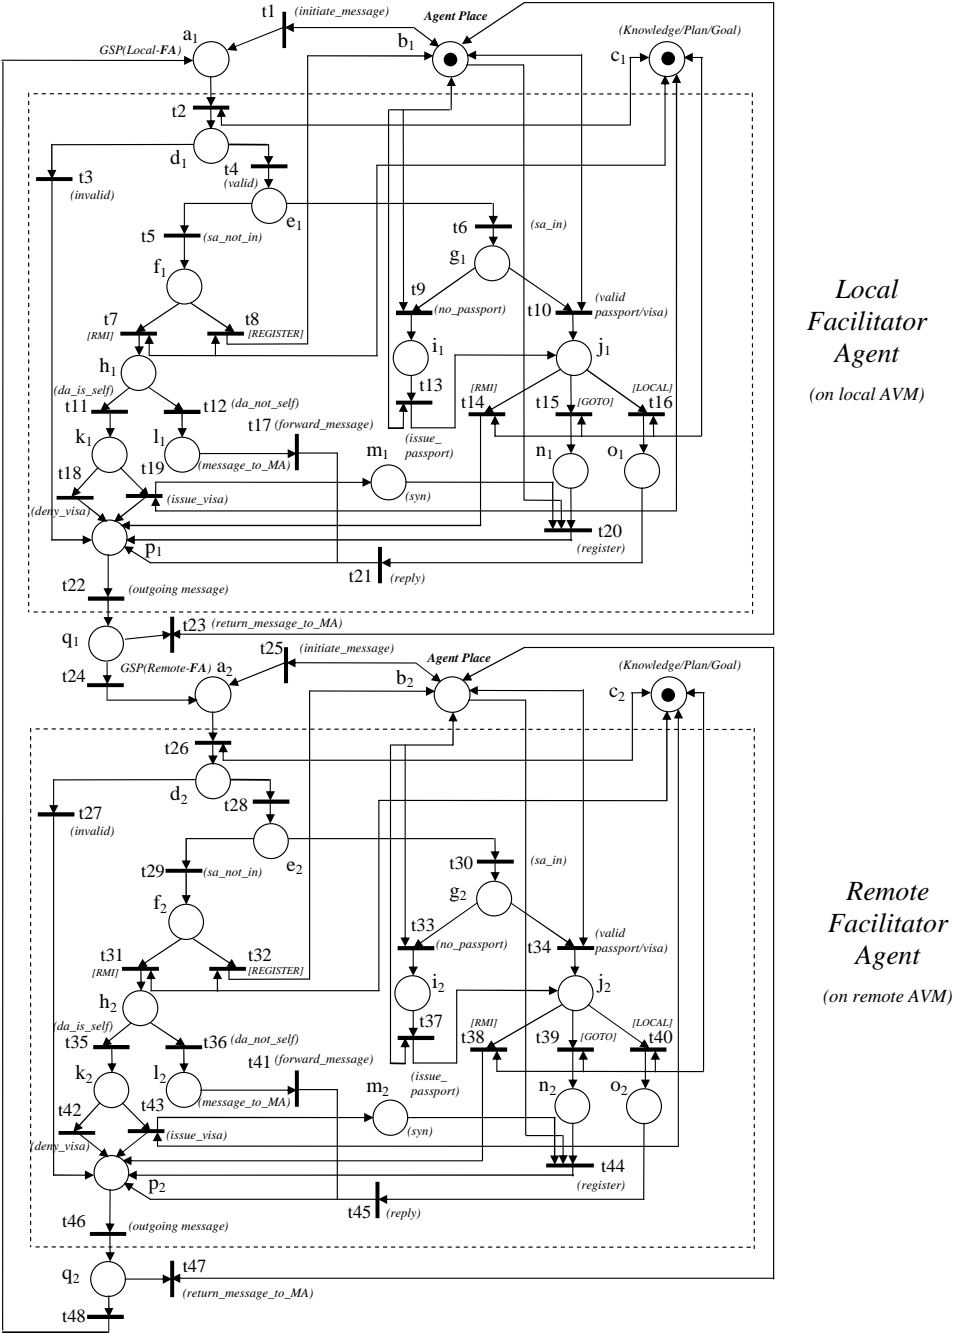 t1 (initiate_message) Agent Place
a1 b1 (Knowledge/Plan/Goal)
GSP(Local-FA) c1
t2
d1
t3 t4
(invalid) (valid)
e1
t5 (sa_not_in) t6 (sa_in)
f1 g1
t9 t10 (valid
t7 t8 (no_passport) passport/visa)
[RMI] [REGISTER]
h1 i1 j1
(da_is_self) t13 [RMI] [LOCAL]
t11 t12 (da_not_self) t14 t15 [GOTO] t16
t17 (forward_message)
k1 l1 (issue_
passport)
t18 t19 (message_to_MA) m1 n1 o1
(deny_visa) (issue_visa) (syn)
t20
p1 (register)
t21 (reply)
t22 (outgoing message)
Local
Facilitator
Agent
(on local AVM)
q1 t23 (return_message_to_MA)
t25 (initiate_message) Agent Place
t24 GSP(Remote-FA) a2 b2 (Knowledge/Plan/Goal)
c2
t26
d2
t27 t28
(invalid)
e2
t29 (sa_not_in) t30 (sa_in)
f2 g2
t33 t34 (valid
t31 t32 (no_passport) passport/visa)
[RMI] [REGISTER]
h2 i2 j2
(da_is_self) t37 [RMI] [LOCAL]
t35 t36 (da_not_self) t38 t39 [GOTO] t40
t41 (forward_message)
k2 l2 (issue_
passport)
t42 t43 (message_to_MA) m2 n2 o2
(deny_visa) (issue_visa) (syn)
t44
p2 (register)
t45 (reply)
t46 (outgoing message)
Remote
Facilitator
Agent
(on remote AVM)
q2 t47
(return_message_to_MA)
t48